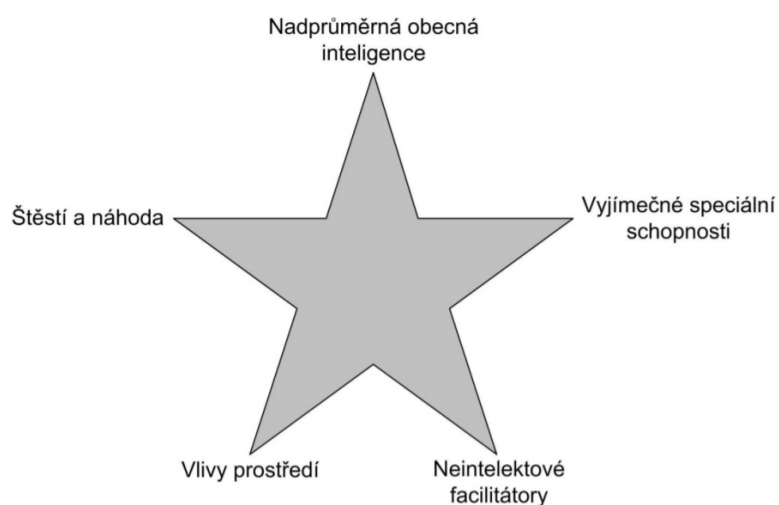 Nadprůměrná obecná
inteligence
Štěstí a náhoda
Vyjímečné speciální
schopnosti
Vlivy prostředí
Neintelektové
facilitátory